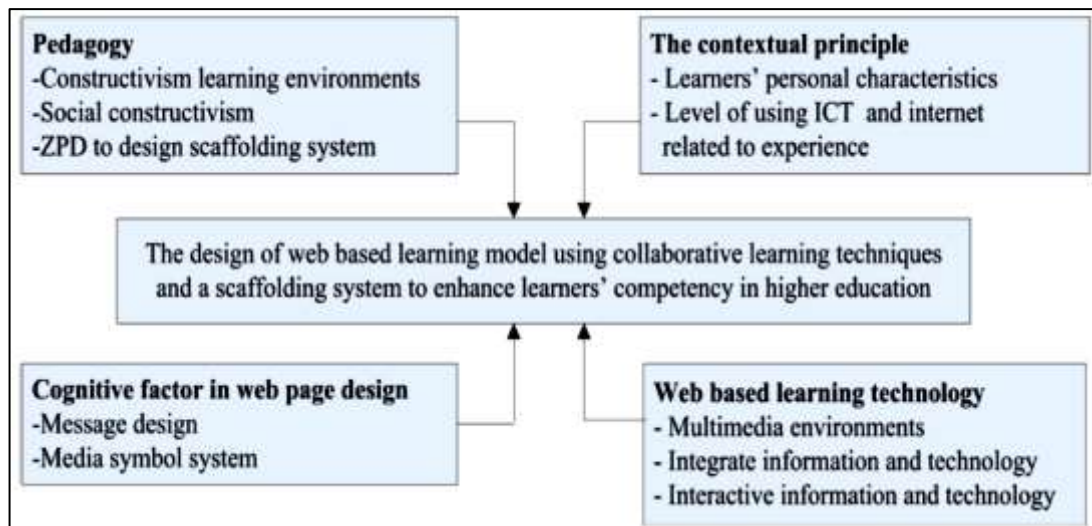 Pedagogy
-Constructivism learning environments
-Social constructivism
-ZPD to design scaffolding system
The contextual principle
- Learners’ personal characteristics
- Level of using ICT and internet
related to experience
The design of web based learning model using collaborative learning techniques
and a scaffolding system to enhance learners’ competency in higher education
Cognitive factor in web page design
-Message design
-Media symbol system
Web based learning technology
- Multimedia environments
- Integrate information and technology
- Interactive information and technology